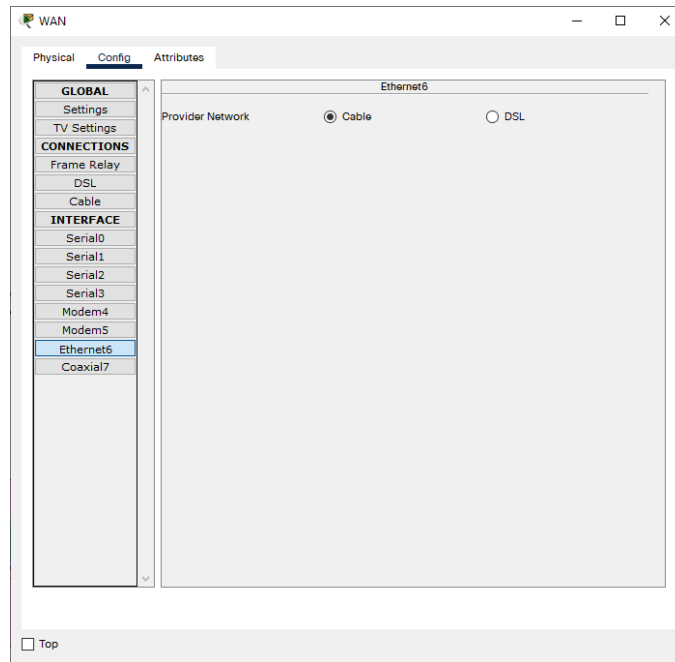 WAN
Physical Config Attributes
GLOBAL
Settings
TV Settings
CONNECTIONS
Frame Relay
DSL
Cable
INTERFACE
Serial0
Serial1
Serial2
Serial3
Modem4
Modem5
Ethernet6
Coaxial7
Ethernet6
Provider Network Cable DSL
Top